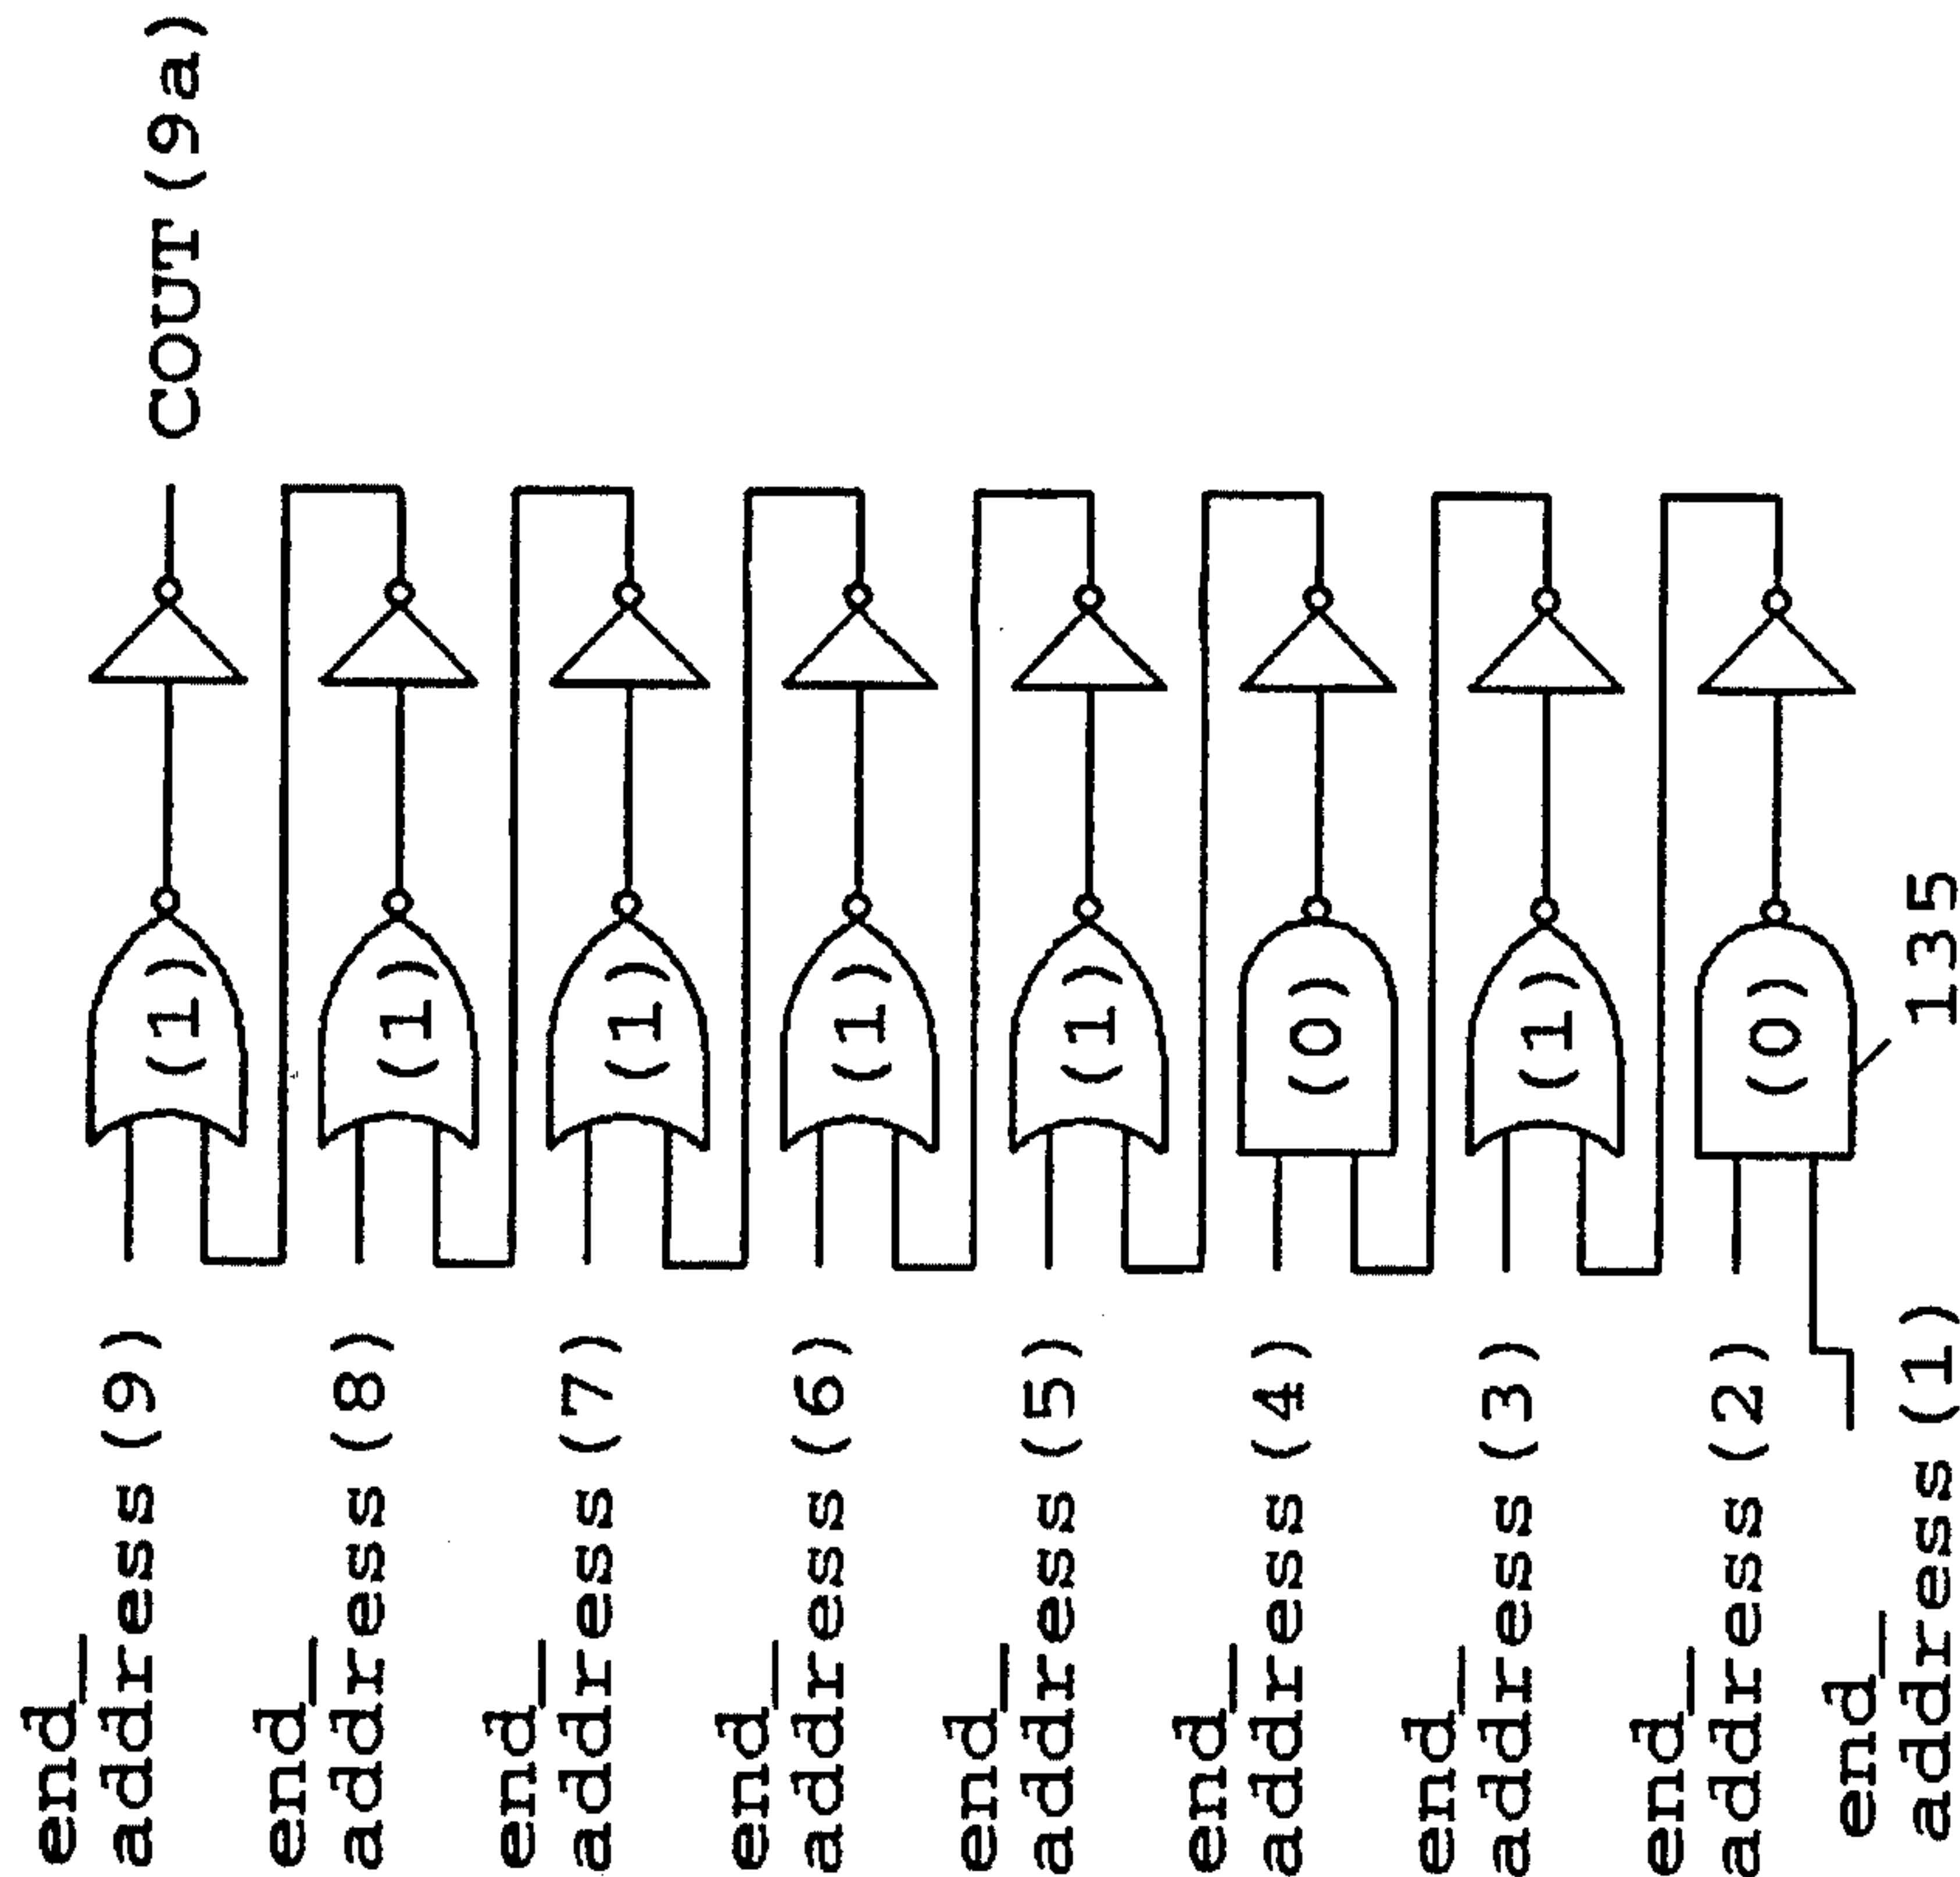 end_
address(9)
(1)
COUT(9a)
end_
address(8)
(1)
end_
address(7)
(1)
end_
address(6)
(1)
end_
address(5)
(1)
end_
address(4)
(0)
end_
address(3)
(1)
end_
address(2)
(0)
end_
address(1)
135